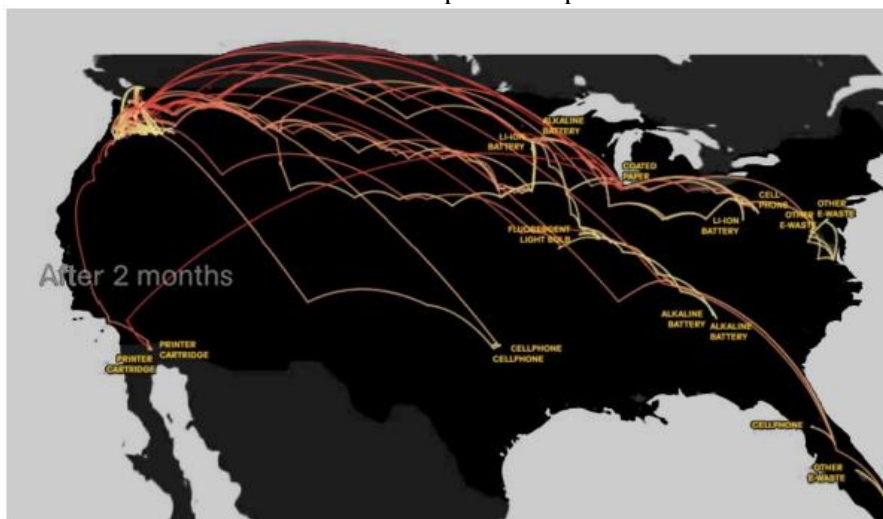 ALKALINE
BATTERY
LI-ION
BATTERY
COATED
PAPER
CELL-
PHONE
OTHER
E-WASTE
OTHER
E-WASTE
LI-ION
BATTERY
FLUORESCENT
LIGHT BULB
After 2 months
ALKALINE
BATTERY
ALKALINE
BATTERY
PRINTER
CARTRIDGE
PRINTER
CARTRIDGE
CELLPHONE
CELLPHONE
CELLPHONE
OTHER
E-WASTE